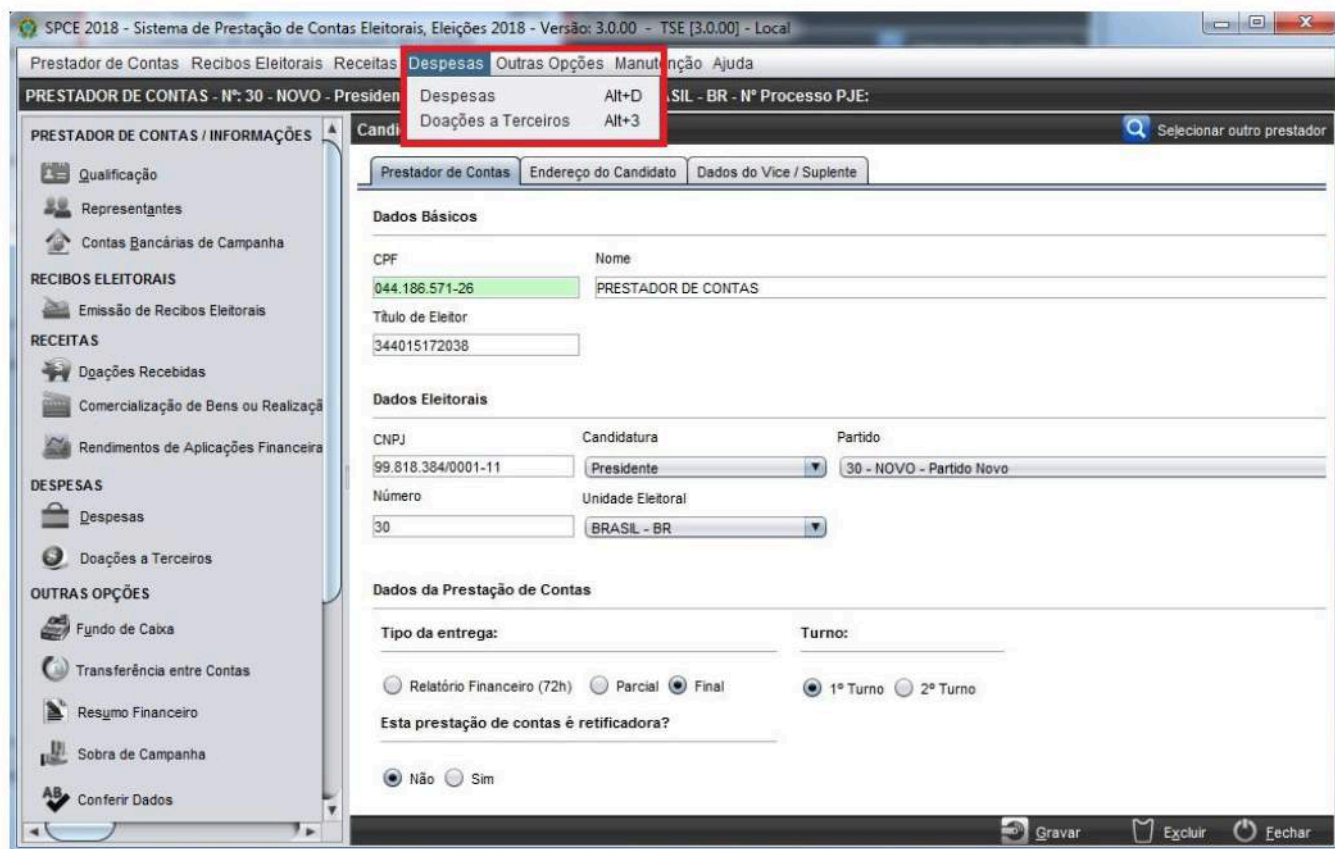 SPCE 2018 - Sistema de Prestação de Contas Eleitorais, Eleições 2018 - Versão: 3.0.00 - TSE [3.0.00] - Local
Prestador de Contas Recibos Eleitorais Receitas Despesas Outras Opções Manutenção Ajuda
PRESTADOR DE CONTAS - Nº: 30 - NOVO - Presiden
SIL - BR - Nº Processo PJE:
Despesas Alt+D
Doações a Terceiros Alt+3
PRESTADOR DE CONTAS / INFORMAÇÕES
Qualificação
Representantes
Contas Bancárias de Campanha
RECIBOS ELEITORAIS
Emissão de Recibos Eleitorais
RECEITAS
Doações Recebidas
Comercialização de Bens ou Realizaçã
Rendimentos de Aplicações Financeira
DESPESAS
Despesas
Doações a Terceiros
OUTRAS OPÇÕES
Fundo de Caixa
Transferência entre Contas
Resumo Financeiro
Sobra de Campanha
AB
Conferir Dados
Candi
Selecionar outro prestador
Prestador de Contas Endereço do Candidato Dados do Vice / Suplente
Dados Básicos
CPF Nome
044.186.571-26 PRESTADOR DE CONTAS
Título de Eleitor
344015172038
Dados Eleitorais
CNPJ Candidatura Partido
99.818.384/0001-11 Presidente 30 - NOVO - Partido Novo
Número Unidade Eleitoral
30 BRASIL - BR
Dados da Prestação de Contas
Tipo da entrega: Turno:
Relatório Financeiro (72h) Parcial Final 1º Turno 2º Turno
Esta prestação de contas é retificadora?
Não Sim
Gravar Excluir Fechar